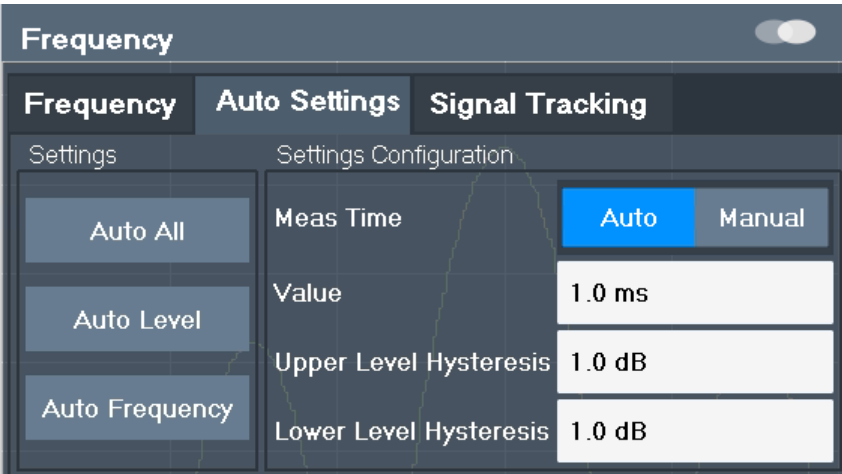 Frequency
Frequency Auto Settings Signal Tracking
Settings
Auto All
Auto Level
Auto Frequency
Settings Configuration
Meas Time Auto Manual
Value 1.0 ms
Upper Level Hysteresis 1.0 dB
Lower Level Hysteresis 1.0 dB